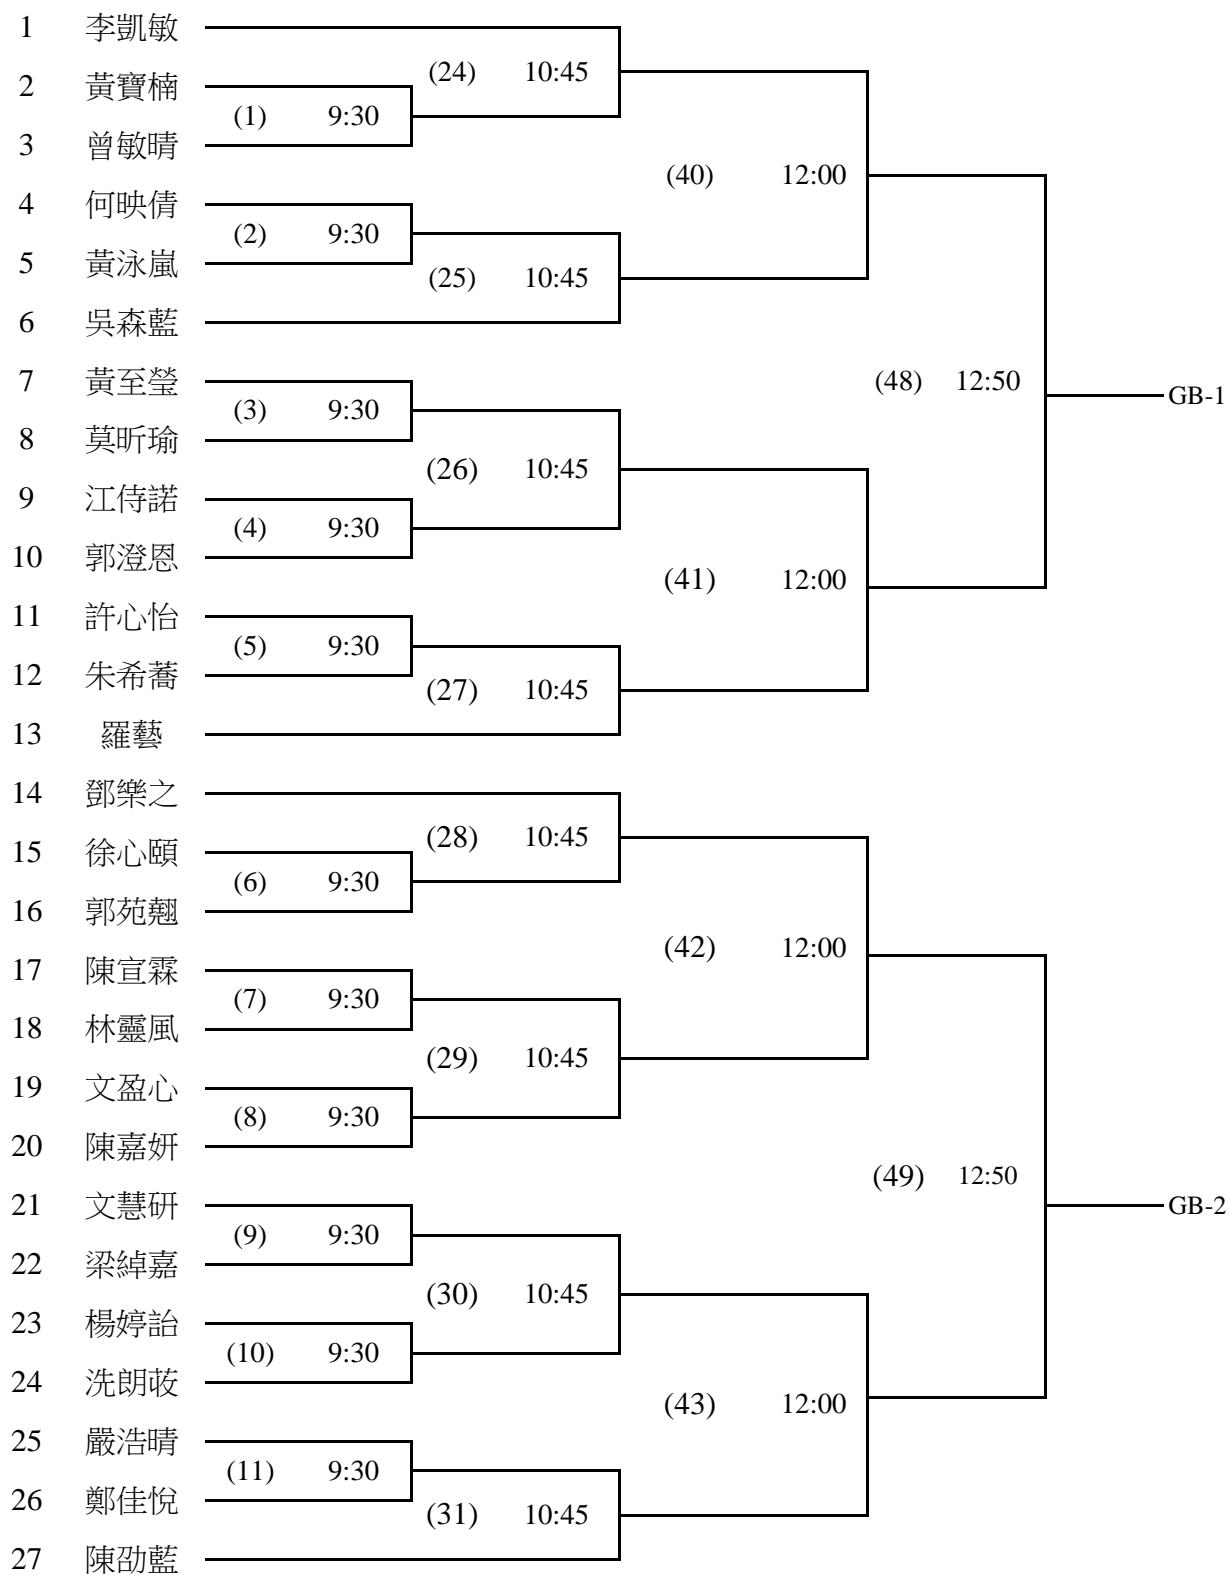 1 李凱敏
(24) 10:45
2 黃寶楠
(1) 9:30
3 曾敏晴
(40) 12:00
4 何映倩
(2) 9:30
5 黃泳嵐
(25) 10:45
6 吳森藍
7 黃至瑩
(48) 12:50
GB-1
(3) 9:30
8 莫昕瑜
(26) 10:45
9 江侍諾
(4) 9:30
10 郭澄恩
(41) 12:00
11 許心怡
(5) 9:30
12 朱希蕎
(27) 10:45
13 羅藝
14 鄧樂之
(28) 10:45
15 徐心頤
(6) 9:30
16 郭苑翹
(42) 12:00
17 陳宣霖
(7) 9:30
18 林靈風
(29) 10:45
19 文盈心
(8) 9:30
20 陳嘉妍
(49) 12:50
21 文慧研
GB-2
(9) 9:30
22 梁綽嘉
(30) 10:45
23 楊婷詒
(10) 9:30
24 洗朗荍
(43) 12:00
25 嚴浩晴
(11) 9:30
26 鄭佳悅
(31) 10:45
27 陳劭藍